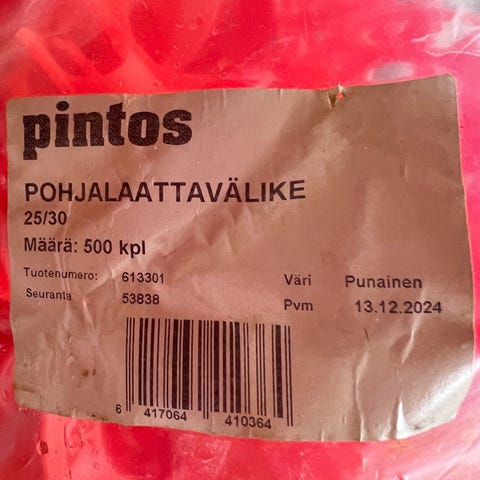 pintos
POHJALAATTAVÄLIKE
25/30
Määrä: 500 kpl
Tuotenumero: 613301 Väri Punainen
Seuranta 53838 Pvm 13.12.2024
6 417064 410364